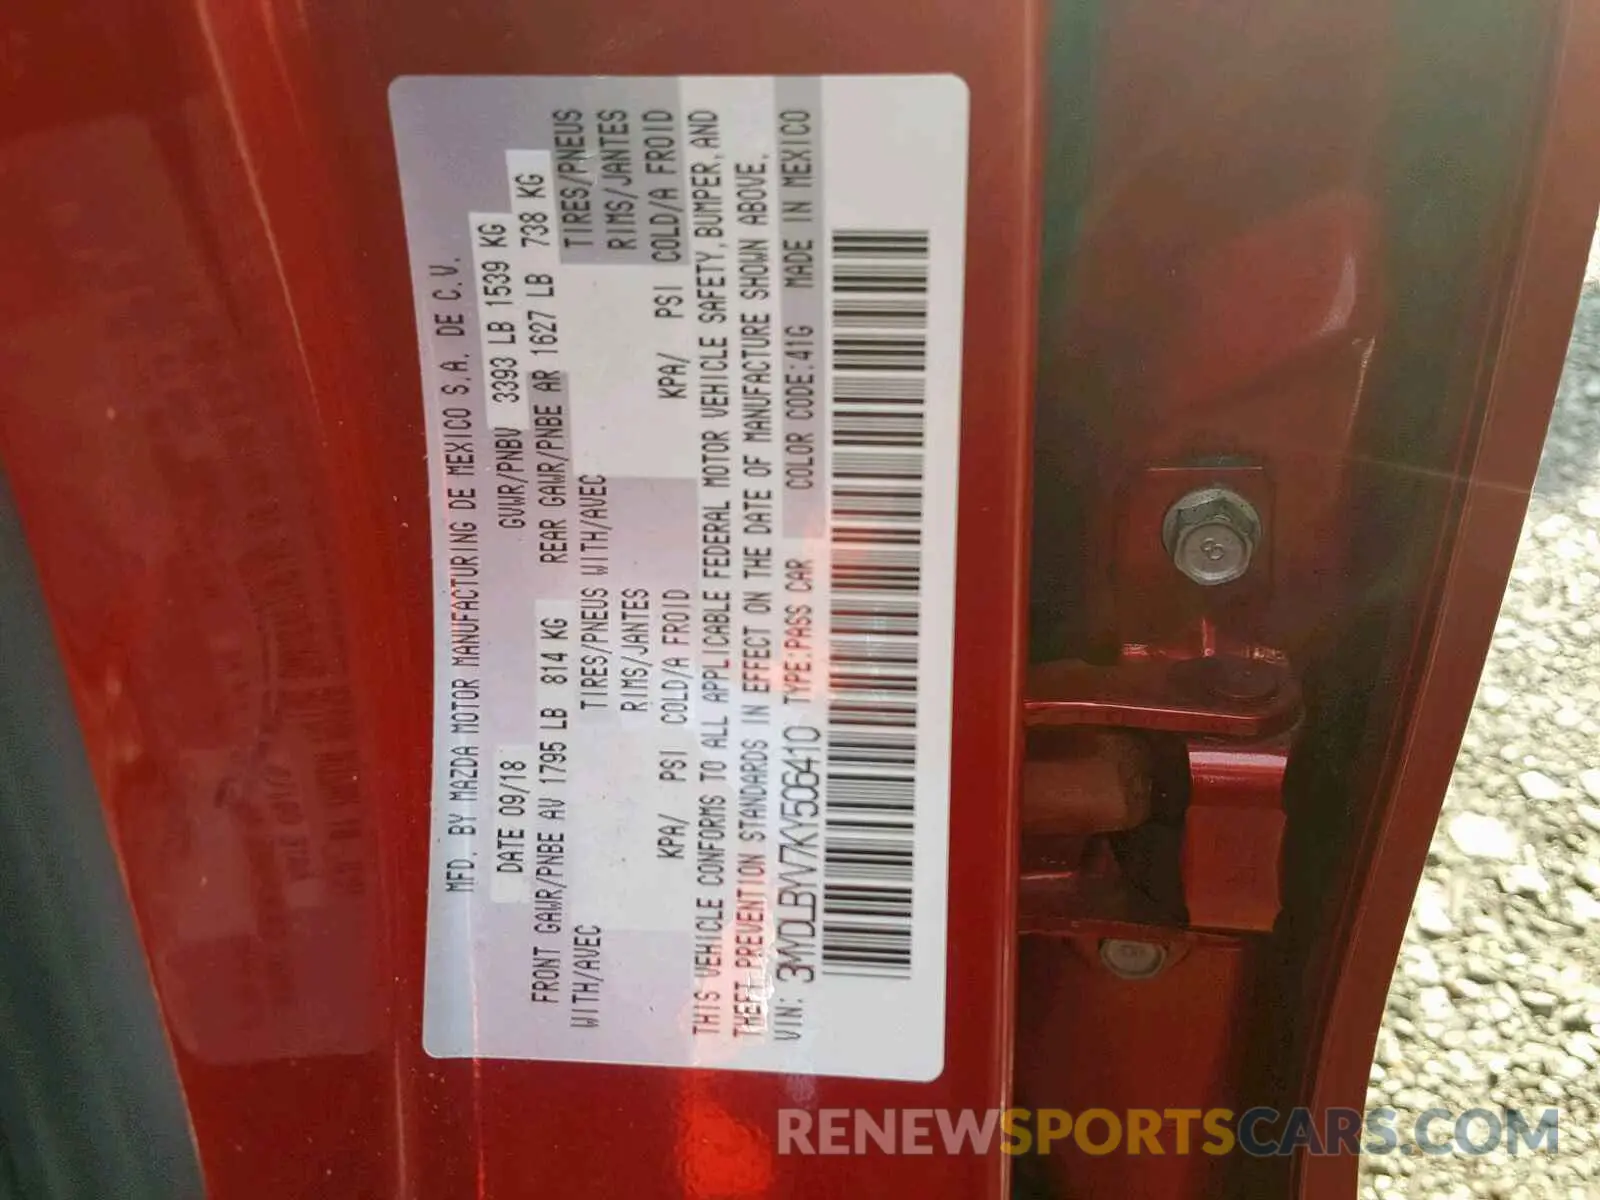 MFD. BY MAZDA MOTOR MANUFACTURING DE MEXICO S.A. DE C.V.
DATE 09/18 GVWR/PNBV 3393 LB 1539 KG
FRONT GAWR/PNBE AV 1795 LB 814 KG REAR GAWR/PNBE AR 1627 LB 738 KG
WITH/AVEC TIRES/PNEUS WITH/AVEC TIRES/PNEUS
RIMS/JANTES RIMS/JANTES
KPA/ PSI COLD/A FROID KPA/ PSI COLD/A FROID
THIS VEHICLE CONFORMS TO ALL APPLICABLE FEDERAL MOTOR VEHICLE SAFETY, BUMPER, AND
THEFT PREVENTION STANDARDS IN EFFECT ON THE DATE OF MANUFACTURE SHOWN ABOVE.
VIN: 3MYDLBYV7KY506410 TYPE:PASS CAR COLOR CODE:41G MADE IN MEXICO
8
RENEWSPORTSCARS.COM